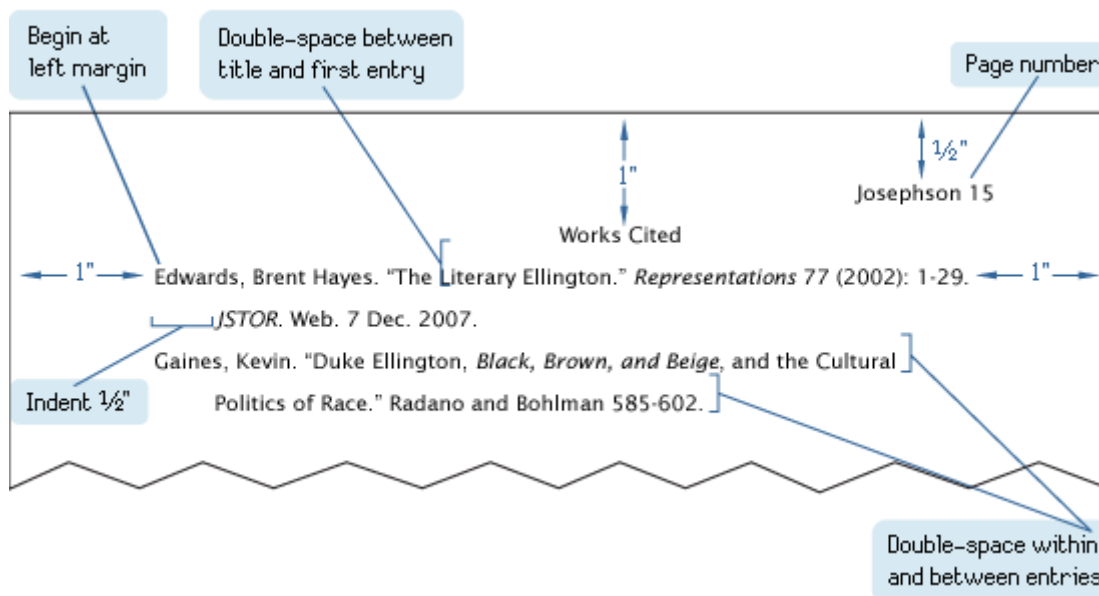 Begin at
left margin
Double-space between
title and first entry
Page number
1"
½"
Josephson 15
Works Cited
1"
Edwards, Brent Hayes. “The Literary Ellington.” Representations 77 (2002): 1-29.
1"
JSTOR. Web. 7 Dec. 2007.
Gaines, Kevin. “Duke Ellington, Black, Brown, and Beige, and the Cultural
Indent ½"
Politics of Race.” Radano and Bohlman 585-602.
Double-space within
and between entries